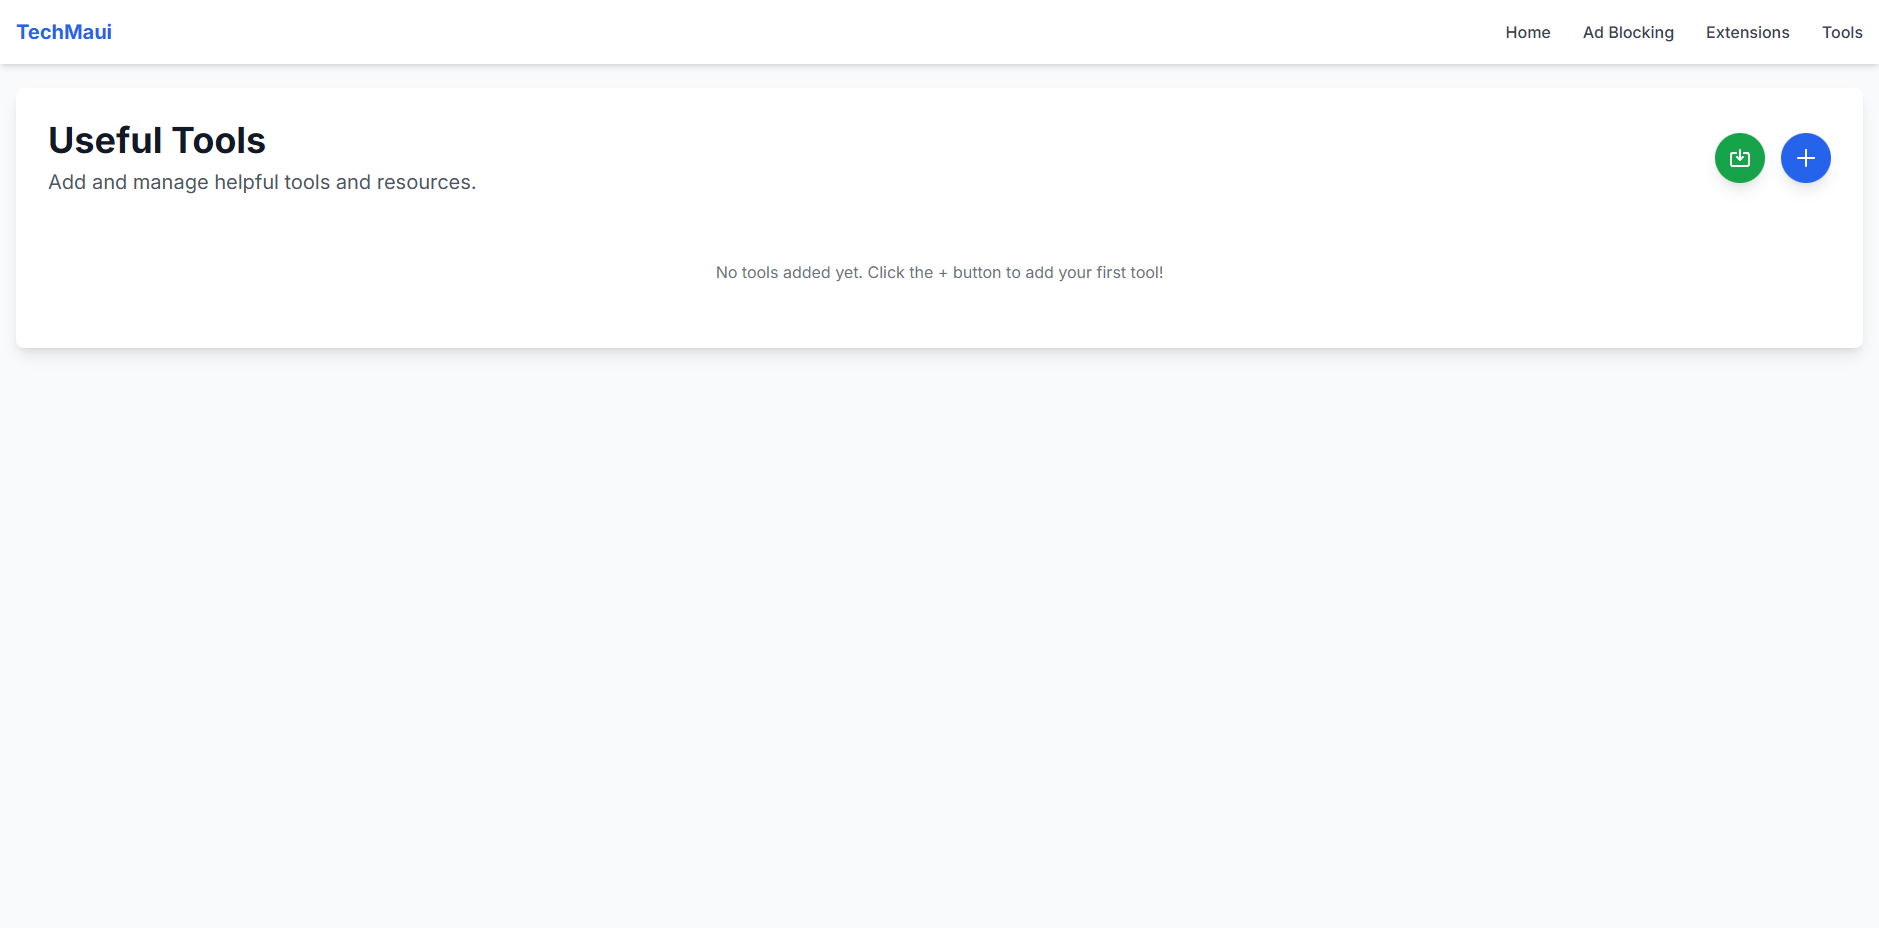 TechMaui
Home
Ad Blocking
Extensions
Tools
Useful Tools
Add and manage helpful tools and resources.
No tools added yet. Click the + button to add your first tool!